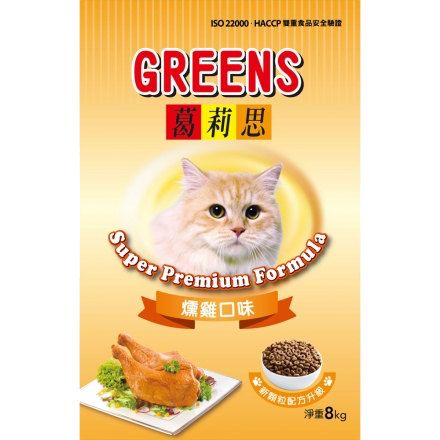 ISO 22000 · HACCP 雙重食品安全驗證
GREENS
葛莉思
Super Premium Formula
燻雞口味
新顆粒配方升級
淨重8kg